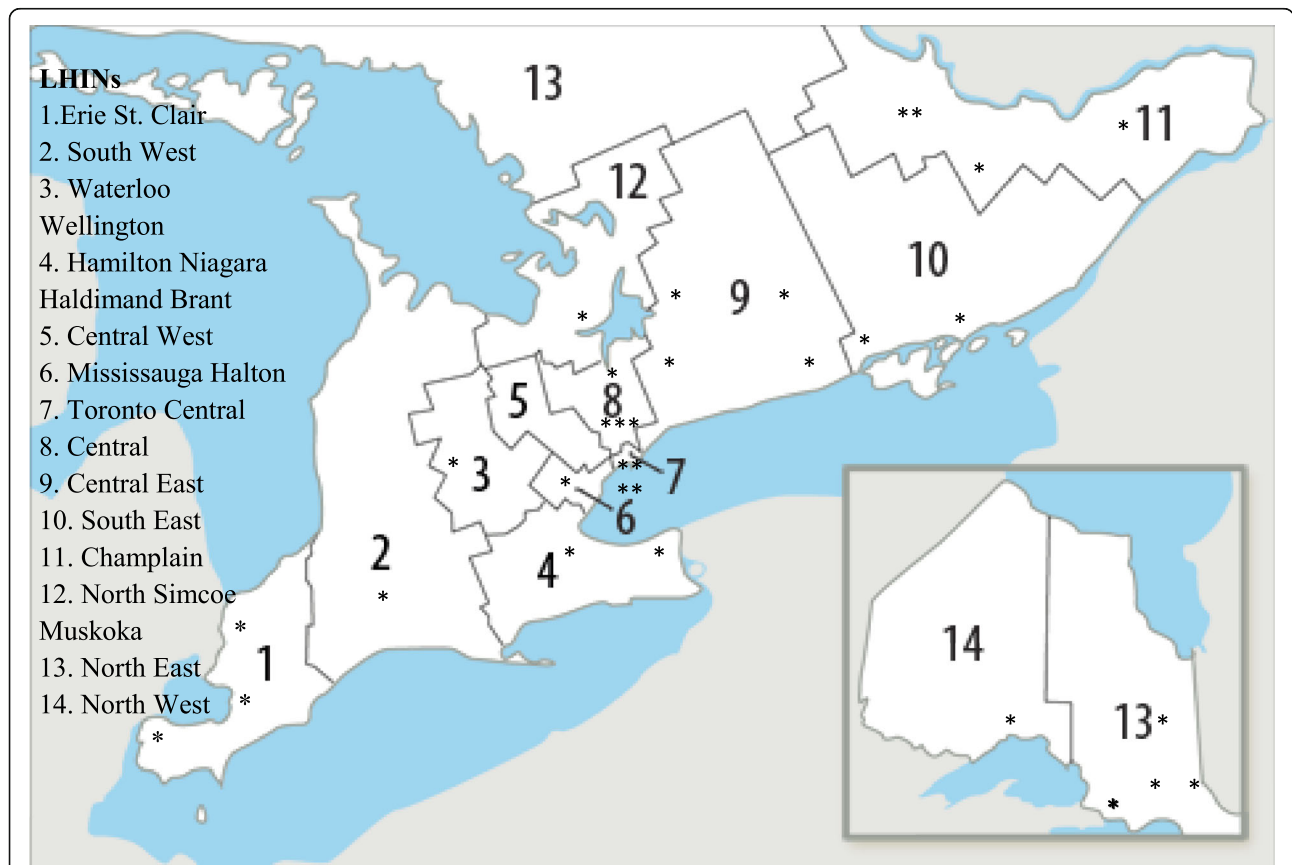 LHINs
1.Erie St. Clair
2. South West
3. Waterloo
Wellington
4. Hamilton Niagara
Haldimand Brant
5. Central West
6. Mississauga Halton
7. Toronto Central
8. Central
9. Central East
10. South East
11. Champlain
12. North Simcoe
Muskoka
13. North East
14. North West
13
**
* 11
*
12
10
* 9 *
*
*
*
*
* *
8
5
***
* 3
** 7
*
**
6
2
* *
4
*
*
1
*
*
14
13 *
*
* *
*